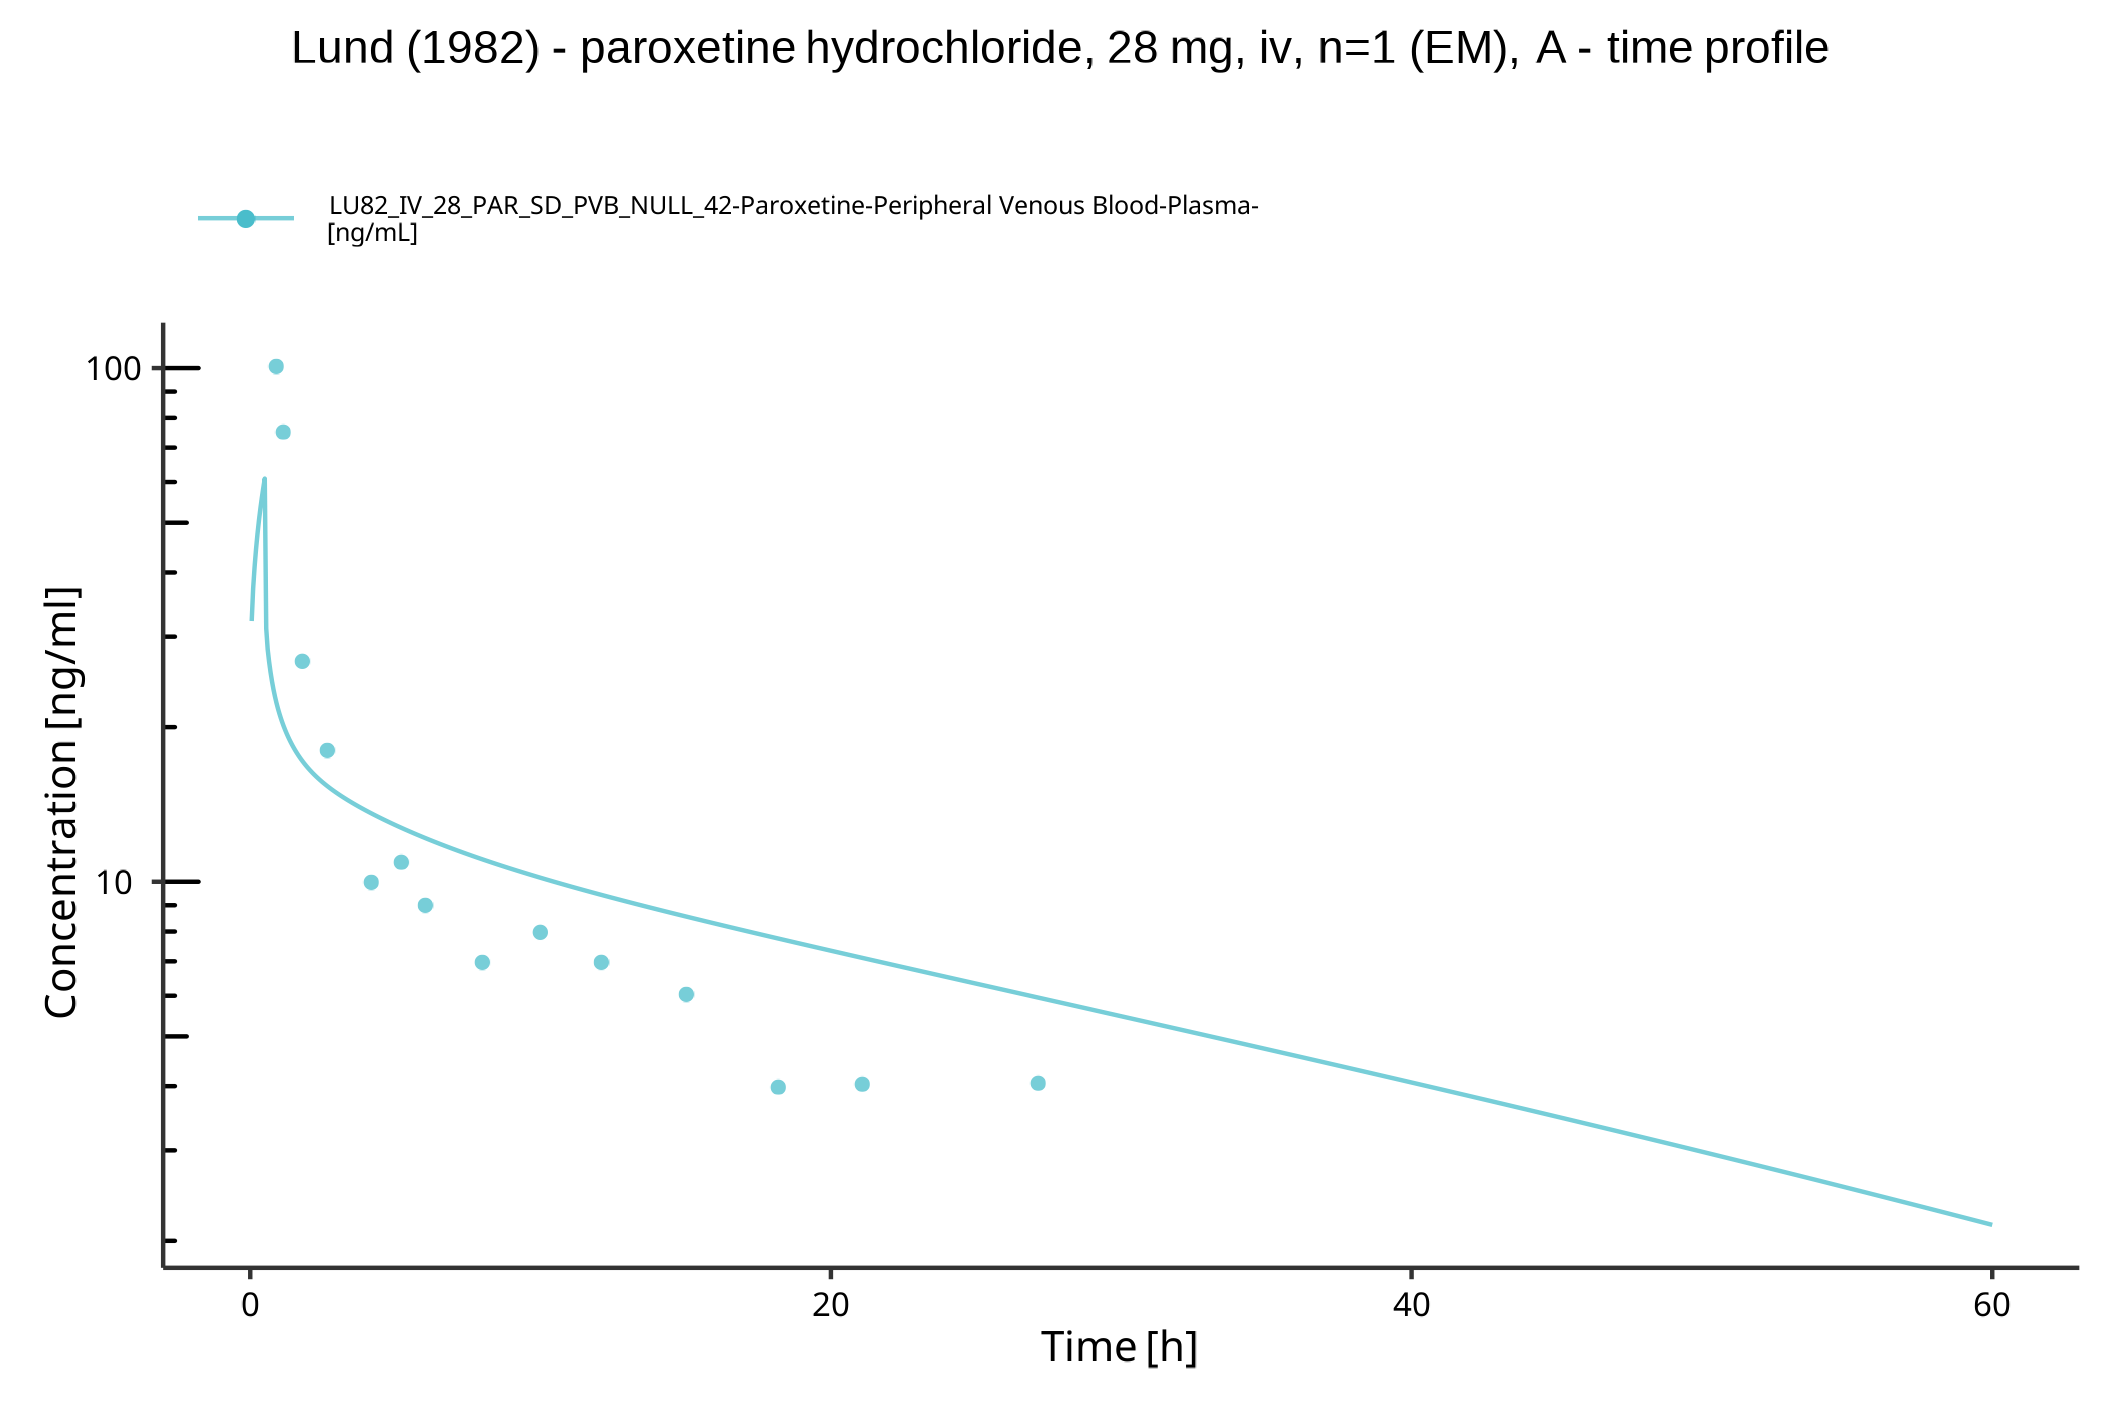 Lund (1982) - paroxetine hydrochloride, 28 mg, iv, n=1 (EM), A - time profile
LU82_IV_28_PAR_SD_PVB_NULL_42-Paroxetine-Peripheral Venous Blood-Plasma-
[ng/mL]
100
10
Concentration [ng/ml]
0
20
40
60
Time [h]